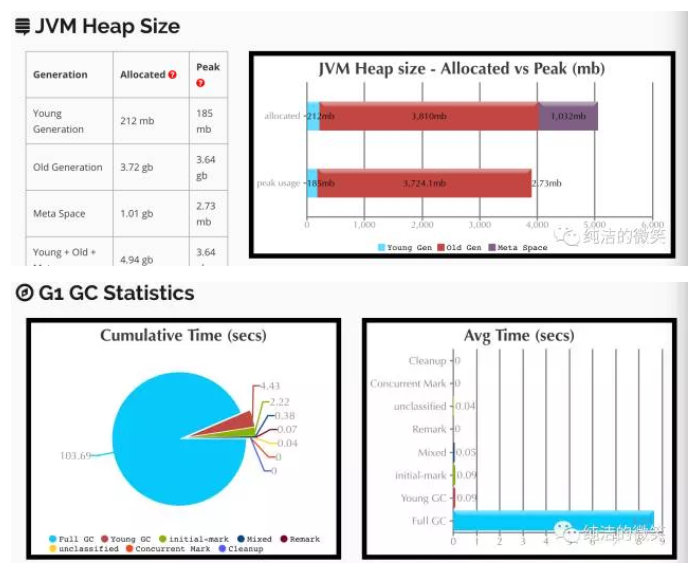 JVM Heap Size
Generation
Allocated
Peak
Young
Generation
212 mb
185
mb
Old Generation
3.72 gb
3.64
gb
Meta Space
1.01 gb
2.73
mb
Young + Old +
4.94 gb
3.64
JVM Heap size - Allocated vs Peak (mb)
allocated
212mb
3,810mb
1,032mb
peak usage
185mb
3,724.1mb
2.73mb
0
1,000
2,000
3,000
4,000
5,000
6,000
Young Gen
Old Gen
Meta Space
纯洁的微笑
G1 GC Statistics
Cumulative Time (secs)
4.43
2.22
0.38
0.07
0.04
0
0
103.69
Full GC
Young GC
initial-mark
Mixed
Remark
unclassified
Concurrent Mark
Cleanup
Avg Time (secs)
Cleanup
0
Concurrent Mark
0
unclassified
0.04
Remark
0
Mixed
0.05
initial-mark
0.09
Young GC
0.09
Full GC
0
1
2
3
4
5
6
7
8
9
纯洁的微笑